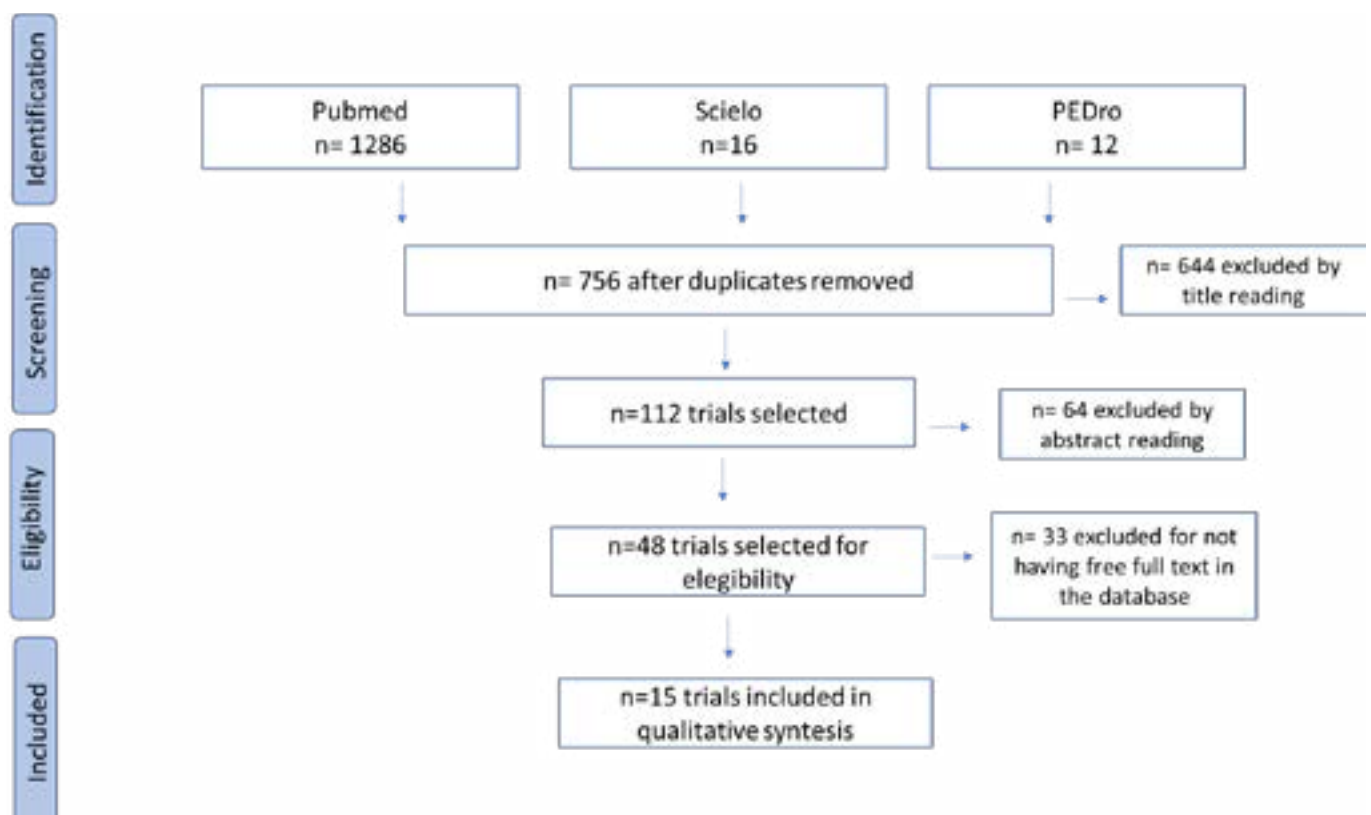 Identification
Pubmed
n= 1286
Scielo
n=16
PEDro
n= 12
Screening
n= 756 after duplicates removed
n= 644 excluded by
title reading
n=112 trials selected
n= 64 excluded by
abstract reading
Eligibility
n=48 trials selected for
elegibility
n= 33 excluded for not
having free full text in
the database
Included
n=15 trials included in
qualitative syntesis